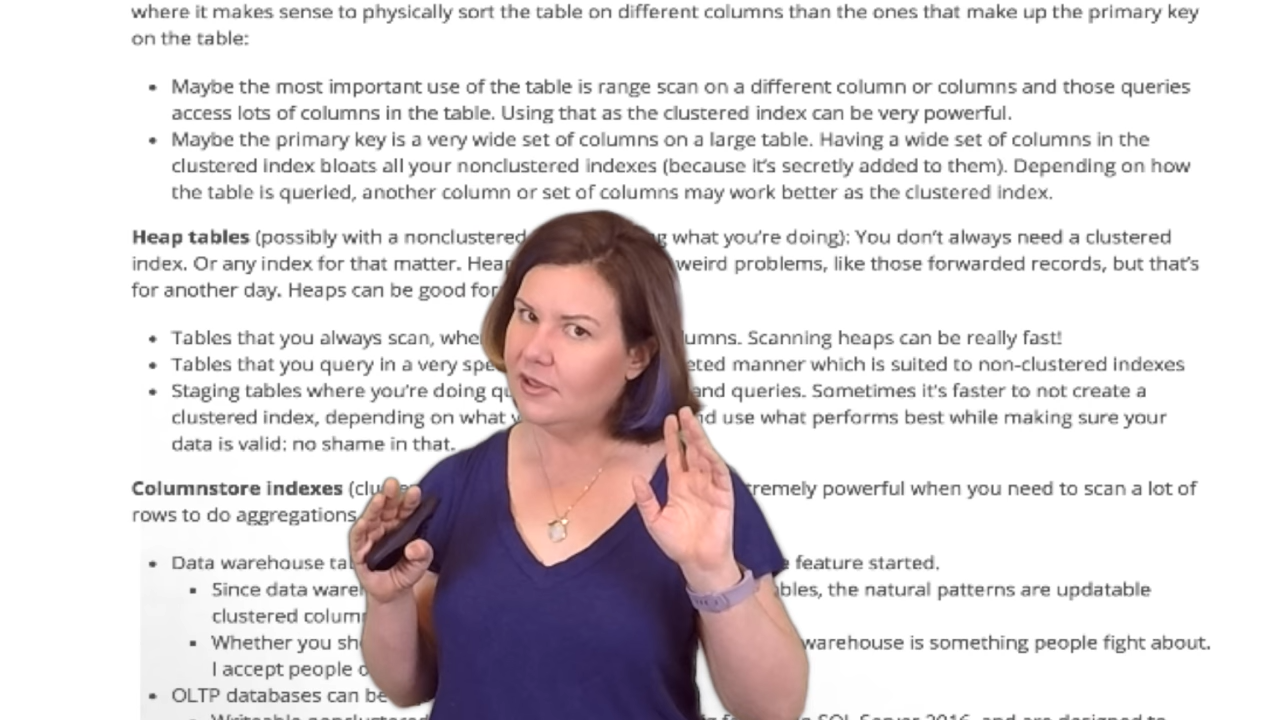 where it makes sense to physically sort the table on different columns than the ones that make up the primary key
on the table:
• Maybe the most important use of the table is range scan on a different column or columns and those queries
access lots of columns in the table. Using that as the clustered index can be very powerful.
• Maybe the primary key is a very wide set of columns on a large table. Having a wide set of columns in the
clustered index bloats all your nonclustered indexes (because it's secretly added to them). Depending on how
the table is queried, another column or set of columns may work better as the clustered index.
Heap tables (possibly with a nonclustered what you're doing): You don't always need a clustered
index. Or any index for that matter. weird problems, like those forwarded records, but that's
for another day. Heaps can be good for
• Tables that you always scan, Scanning heaps can be really fast!
• Tables that you query in a very manner which is suited to non-clustered indexes
• Staging tables where you're doing and queries. Sometimes it's faster to not create a
clustered index, depending on what use what performs best while making sure your
data is valid: no shame in that.
Columnstore indexes powerful when you need to scan a lot of
rows to do aggregations
• Data warehouse feature started.
▪ Since data the natural patterns are updatable
clustered
▪ Whether you warehouse is something people fight about.
I accept people
• OLTP databases can be
SQL Server 2016, and are designed to